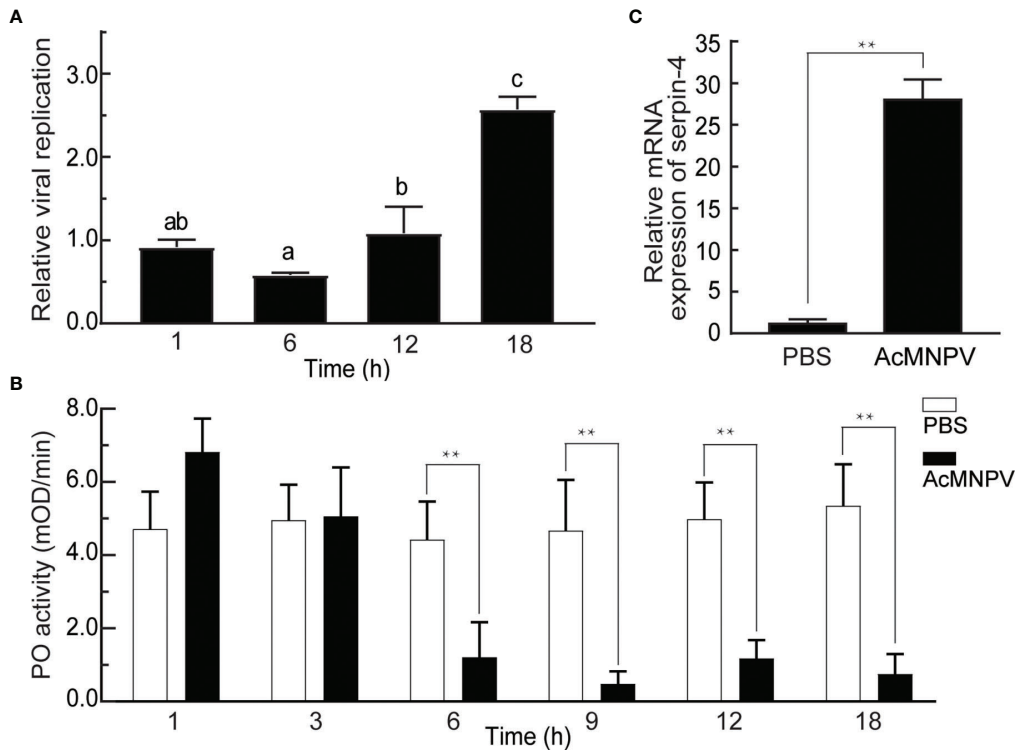 A
Relative viral replication
3.0
2.0
1.0
0.0
ab
a
b
c
1 6 12 18
Time (h)
C
Relative mRNA
expression of serpin-4
35
30
25
20
15
10
5
0
**
PBS AcMNPV
B
PO activity (mOD/min)
8.0
6.0
4.0
2.0
0.0
** ** ** **
1 3 6 9 12 18
Time (h)
PBS
AcMNPV